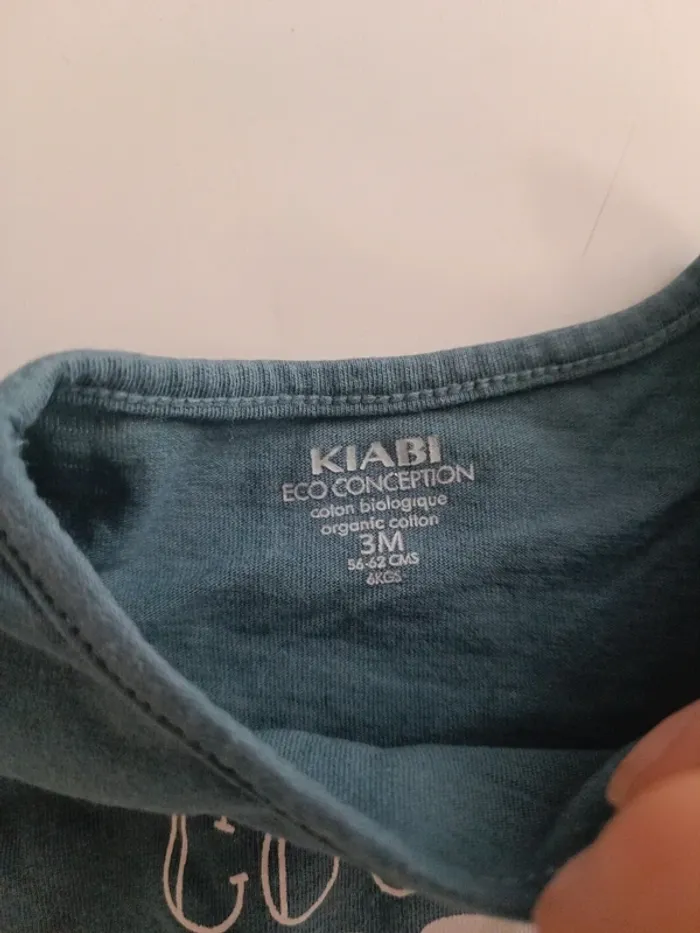 KIABI
ECO CONCEPTION
coton biologique
organic cotton
3M
56-62 CMS
6KGS